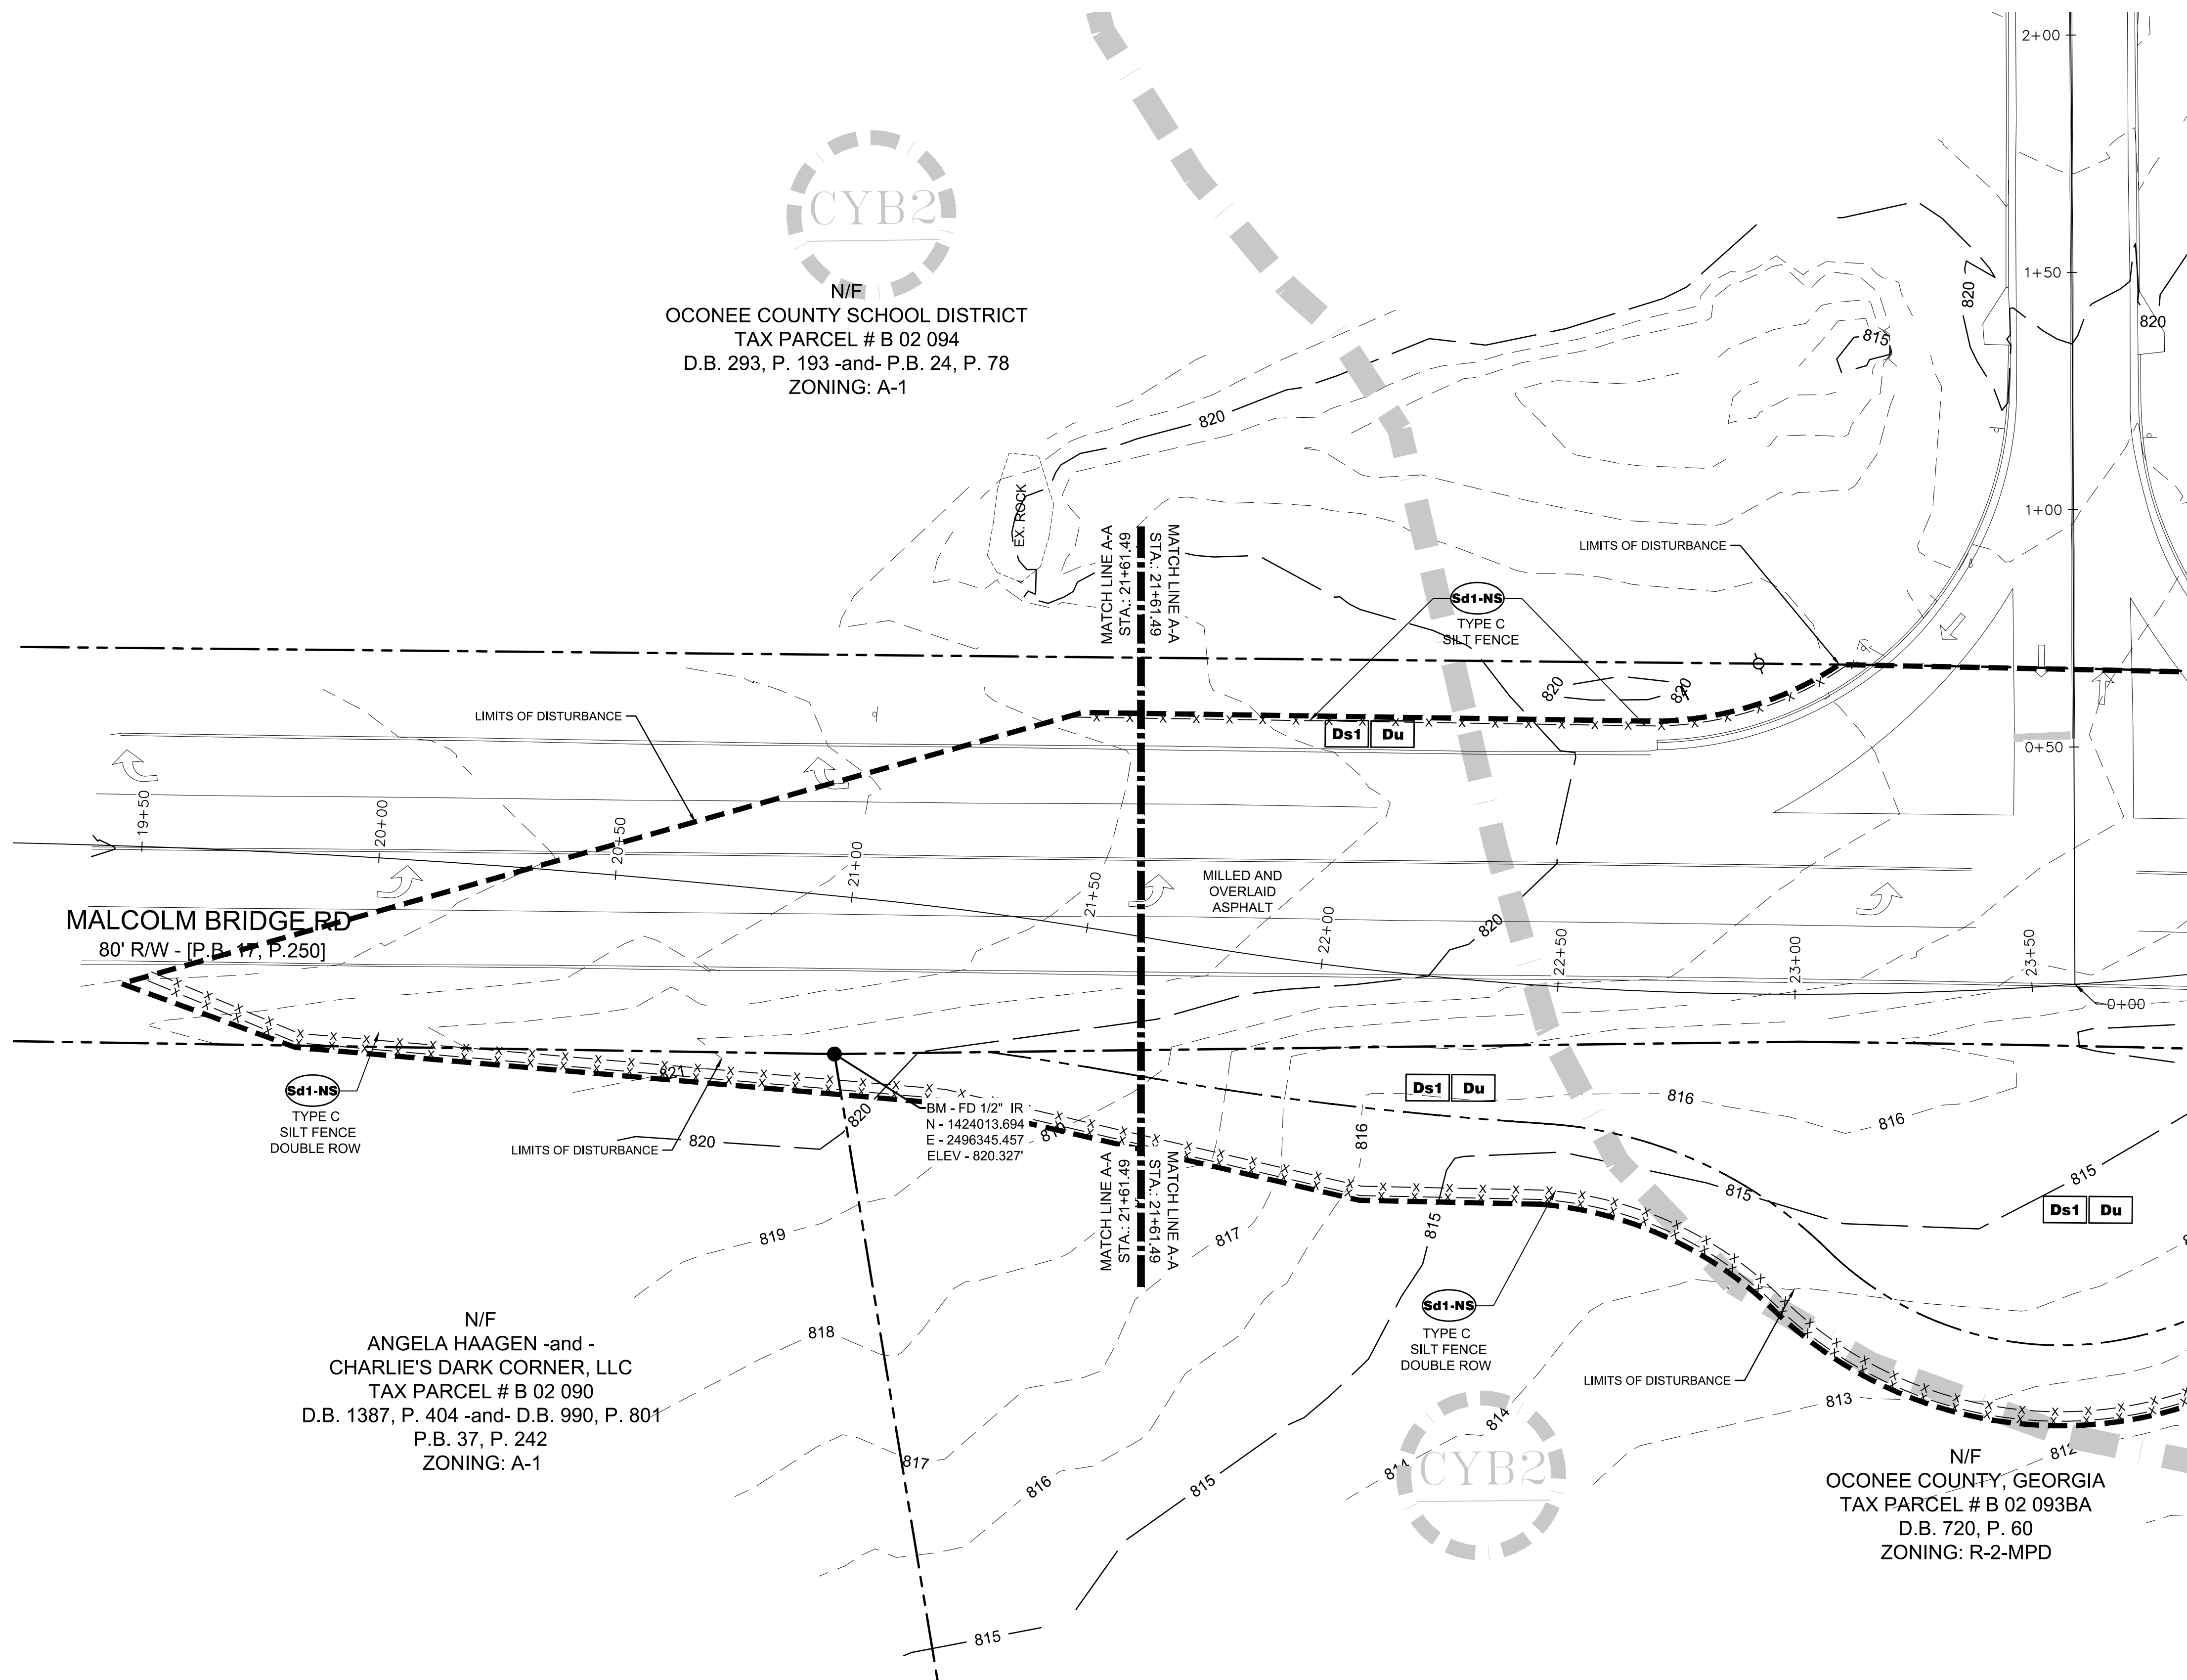 2+00
CYB2
N/F
OCONEE COUNTY SCHOOL DISTRICT
TAX PARCEL # B 02 094
D.B. 293, P. 193 -and- P.B. 24, P. 78
ZONING: A-1
1+50
820
820
815
820
EX. ROCK
1+00
MATCH LINE A-A
STA.: 21+61.49
STA.: 21+61.49
MATCH LINE A-A
LIMITS OF DISTURBANCE
Sd1-NS
TYPE C
SILT FENCE
820
820
LIMITS OF DISTURBANCE
Ds1 Du
0+50
19+50
20+00
20+50
21+00
21+50
22+00
22+50
23+00
23+50
MILLED AND
OVERLAID
ASPHALT
MALCOLM BRIDGE RD
80' R/W - [P.B. 17, P.250]
820
0+00
Sd1-NS
TYPE C
SILT FENCE
DOUBLE ROW
821
LIMITS OF DISTURBANCE
820
820
BM - FD 1/2" IR
N - 1424013.694
E - 2496345.457
ELEV - 820.327'
819
Ds1 Du
816
816
816
815
815
815
Ds1 Du
MATCH LINE A-A
STA.: 21+61.49
STA.: 21+61.49
MATCH LINE A-A
819
817
818
N/F
ANGELA HAAGEN -and -
CHARLIE'S DARK CORNER, LLC
TAX PARCEL # B 02 090
D.B. 1387, P. 404 -and- D.B. 990, P. 801
P.B. 37, P. 242
ZONING: A-1
Sd1-NS
TYPE C
SILT FENCE
DOUBLE ROW
LIMITS OF DISTURBANCE
813
814
814
CYB2
817
816
815
812
N/F
OCONEE COUNTY, GEORGIA
TAX PARCEL # B 02 093BA
D.B. 720, P. 60
ZONING: R-2-MPD
815